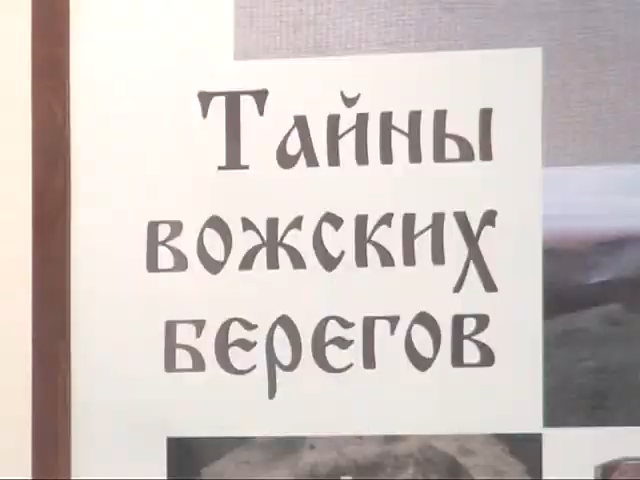 Тайны
вожских
берегов